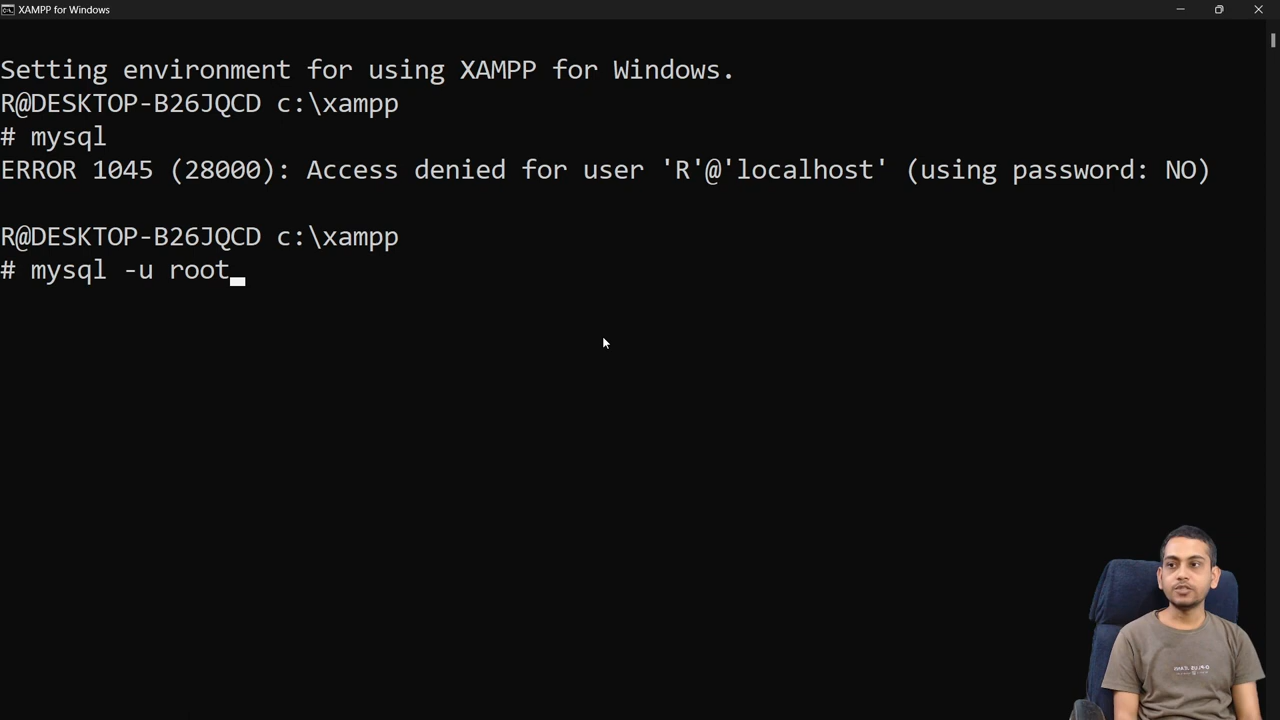 XAMPP for Windows
Setting environment for using XAMPP for Windows.
R@DESKTOP-B26JQCD c:\xampp
# mysql
ERROR 1045 (28000): Access denied for user 'R'@'localhost' (using password: NO)
R@DESKTOP-B26JQCD c:\xampp
# mysql -u root_